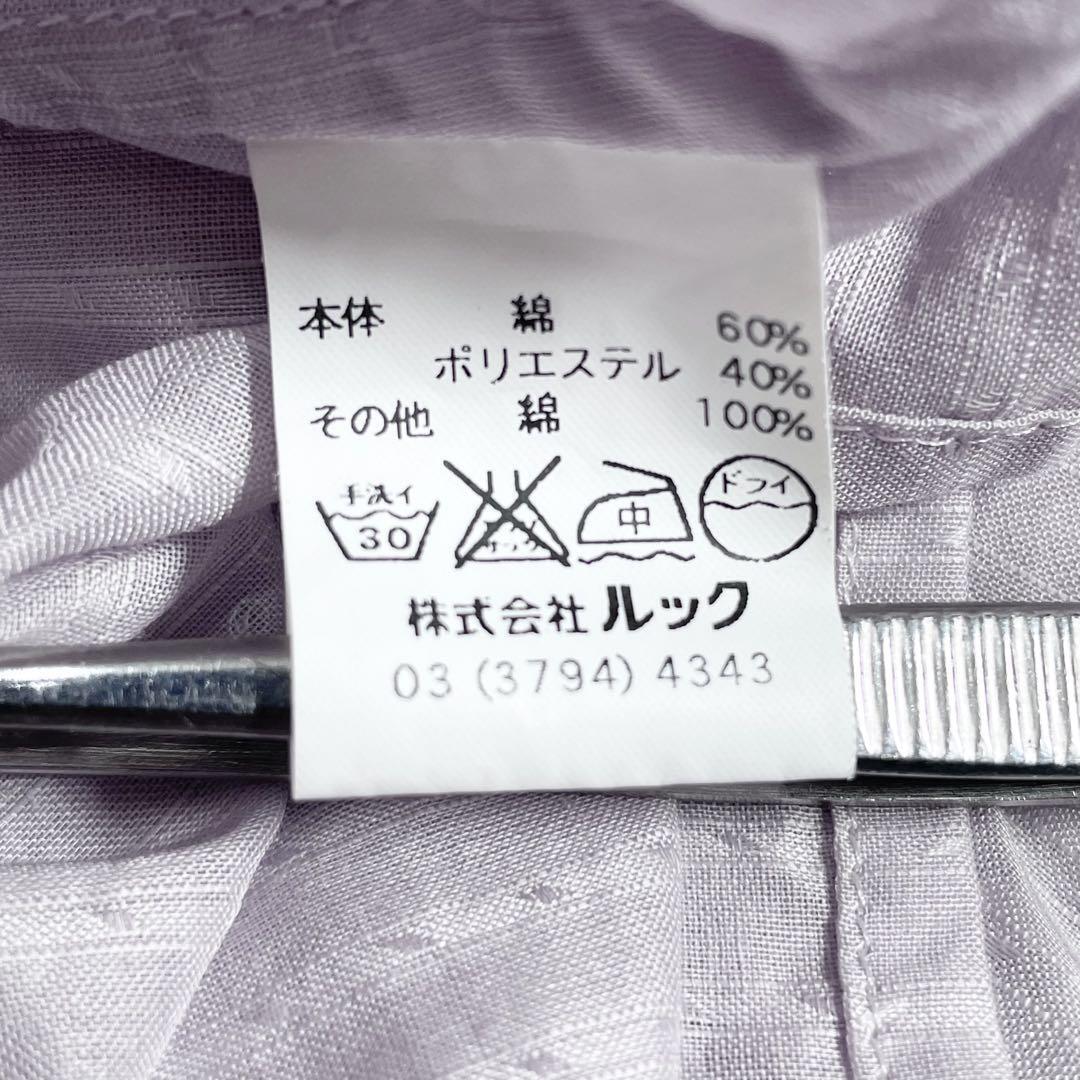 本体 綿 60%
ポリエステル 40%
その他 綿 100%
手洗イ 30 中 ドライ
株式会社 ルック
03 (3794) 4343